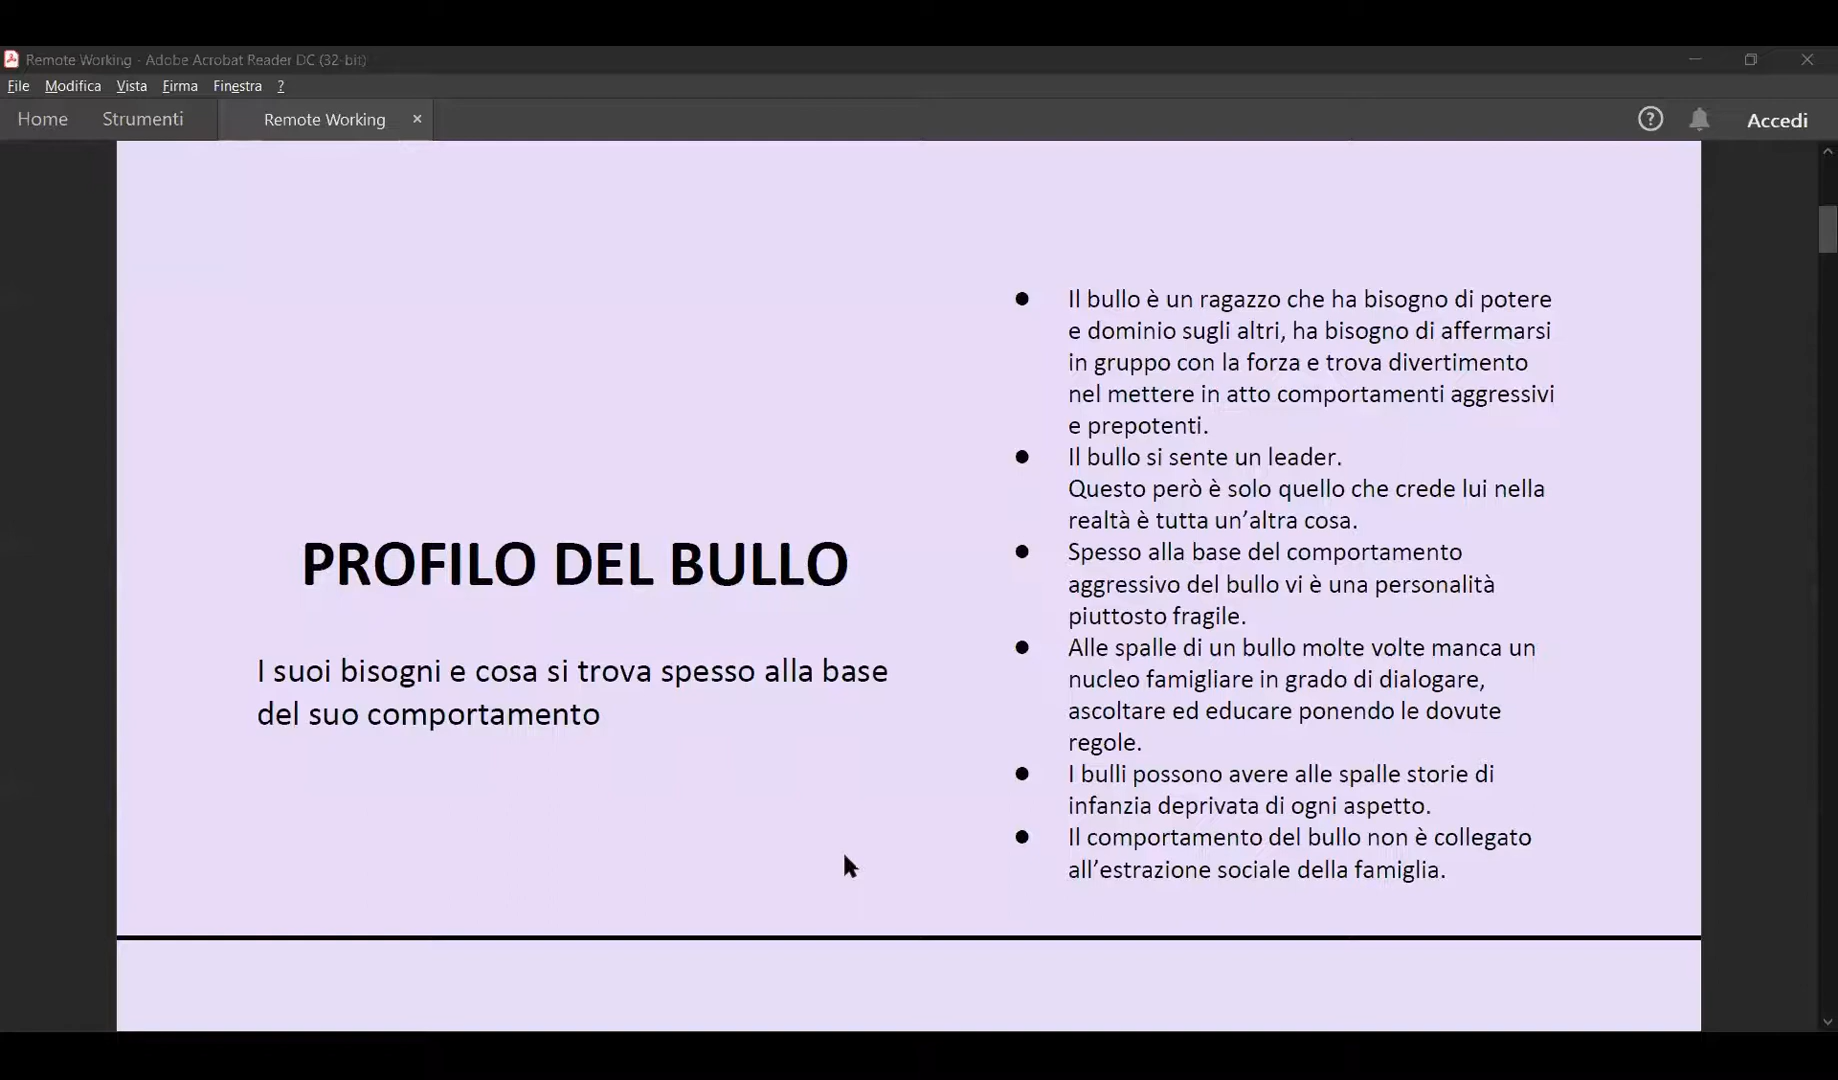 Remote Working - Adobe Acrobat Reader DC (32-bit)
File Modifica Vista Firma Finestra ?
Home Strumenti Remote Working × ? Accedi
PROFILO DEL BULLO
I suoi bisogni e cosa si trova spesso alla base
del suo comportamento
● Il bullo è un ragazzo che ha bisogno di potere
e dominio sugli altri, ha bisogno di affermarsi
in gruppo con la forza e trova divertimento
nel mettere in atto comportamenti aggressivi
e prepotenti.
● Il bullo si sente un leader.
Questo però è solo quello che crede lui nella
realtà è tutta un’altra cosa.
● Spesso alla base del comportamento
aggressivo del bullo vi è una personalità
piuttosto fragile.
● Alle spalle di un bullo molte volte manca un
nucleo famigliare in grado di dialogare,
ascoltare ed educare ponendo le dovute
regole.
● I bulli possono avere alle spalle storie di
infanzia deprivata di ogni aspetto.
● Il comportamento del bullo non è collegato
all’estrazione sociale della famiglia.